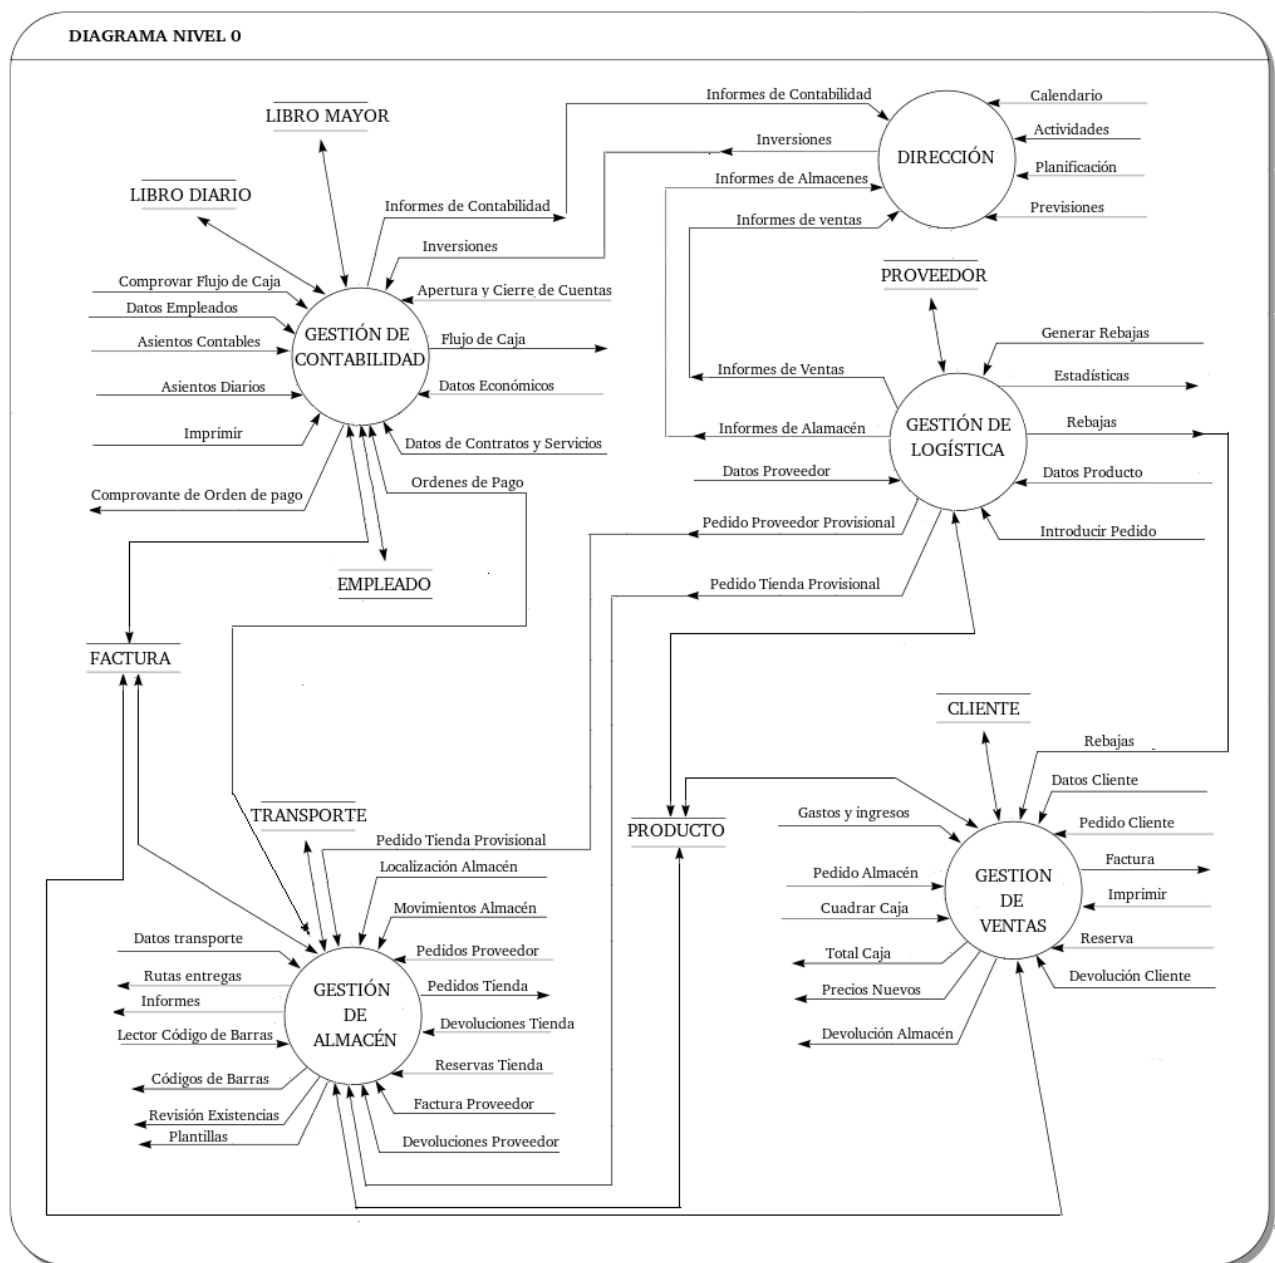 DIAGRAMA NIVEL 0
LIBRO MAYOR
LIBRO DIARIO
Informes de Contabilidad
Inversiones
Comprovar Flujo de Caja
Datos Empleados
Asientos Contables
Asientos Diarios
Imprimir
Comprovante de Orden de pago
GESTIÓN DE
CONTABILIDAD
Apertura y Cierre de Cuentas
Flujo de Caja
Datos Económicos
Datos de Contratos y Servicios
Ordenes de Pago
EMPLEADO
FACTURA
Informes de Contabilidad
Inversiones
Informes de Almacenes
Informes de ventas
DIRECCIÓN
Calendario
Actividades
Planificación
Previsiones
PROVEEDOR
Informes de Ventas
Informes de Alamacén
Datos Proveedor
Pedido Proveedor Provisional
Pedido Tienda Provisional
GESTIÓN DE
LOGÍSTICA
Generar Rebajas
Estadísticas
Rebajas
Datos Producto
Introducir Pedido
TRANSPORTE
Pedido Tienda Provisional
Localización Almacén
Movimientos Almacén
Pedidos Proveedor
Pedidos Tienda
Devoluciones Tienda
Reservas Tienda
Factura Proveedor
Devoluciones Proveedor
GESTIÓN
DE
ALMACÉN
Datos transporte
Rutas entregas
Informes
Lector Código de Barras
Códigos de Barras
Revisión Existencias
Plantillas
PRODUCTO
CLIENTE
Rebajas
Datos Cliente
Pedido Cliente
Factura
Imprimir
Reserva
Devolución Cliente
GESTION
DE
VENTAS
Gastos y ingresos
Pedido Almacén
Cuadrar Caja
Total Caja
Precios Nuevos
Devolución Almacén